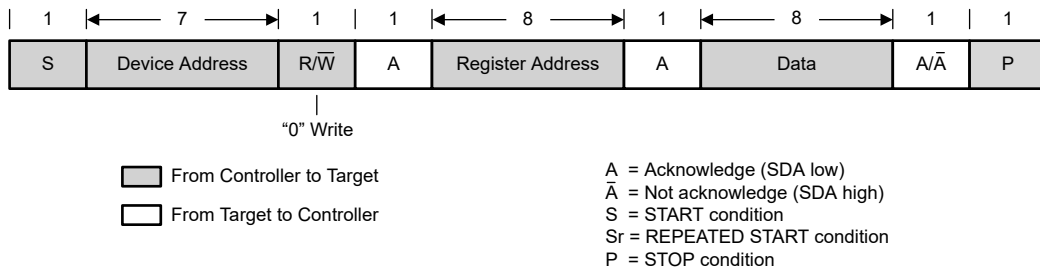 1 7 1 1 8 1 8 1 1
S Device Address R/W̅ A Register Address A Data A/A̅ P
“0” Write
From Controller to Target
From Target to Controller
A = Acknowledge (SDA low)
A̅ = Not acknowledge (SDA high)
S = START condition
Sr = REPEATED START condition
P = STOP condition